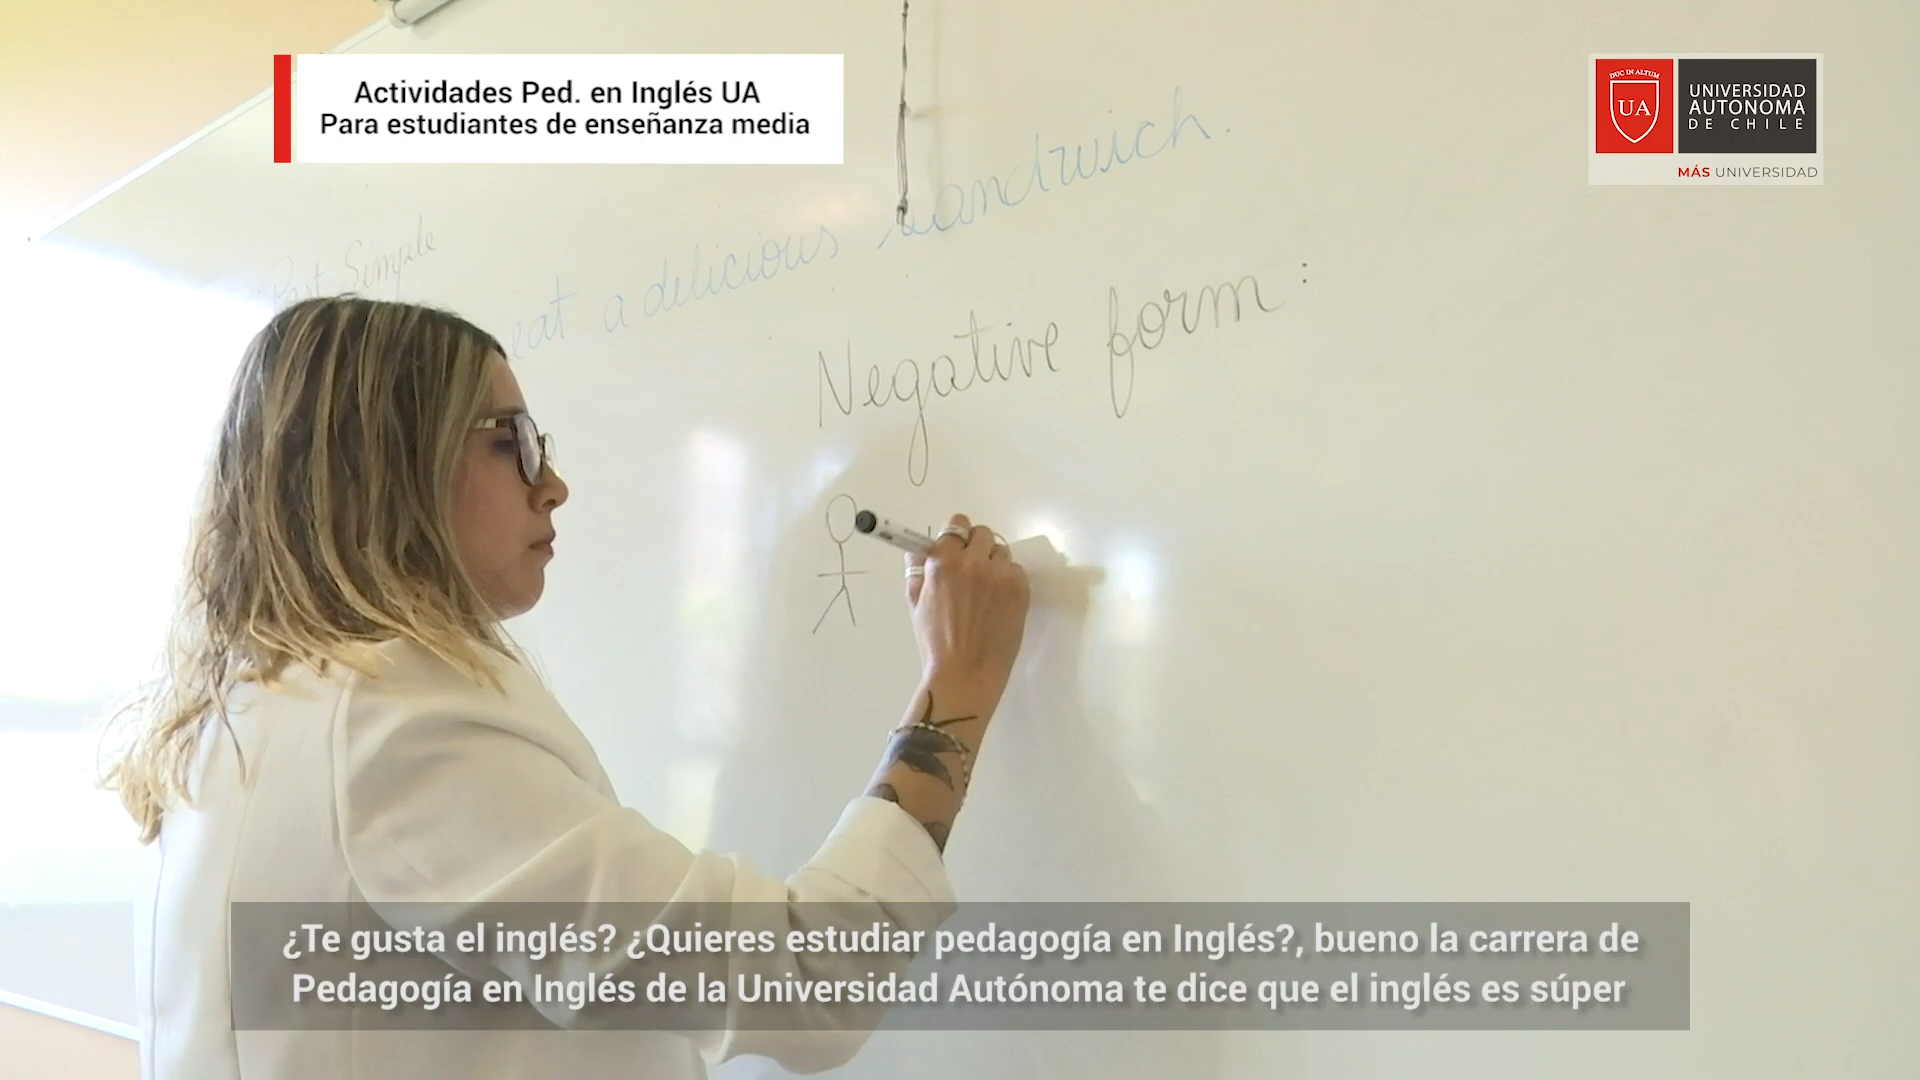 Actividades Ped. en Inglés UA
Para estudiantes de enseñanza media
DUC IN ALTUM
UA
UNIVERSIDAD
AUTONOMA
DE CHILE
MÁS UNIVERSIDAD
Past Simple
eat a delicious sandwich.
Negative form:
¿Te gusta el inglés? ¿Quieres estudiar pedagogía en Inglés?, bueno la carrera de
Pedagogía en Inglés de la Universidad Autónoma te dice que el inglés es súper